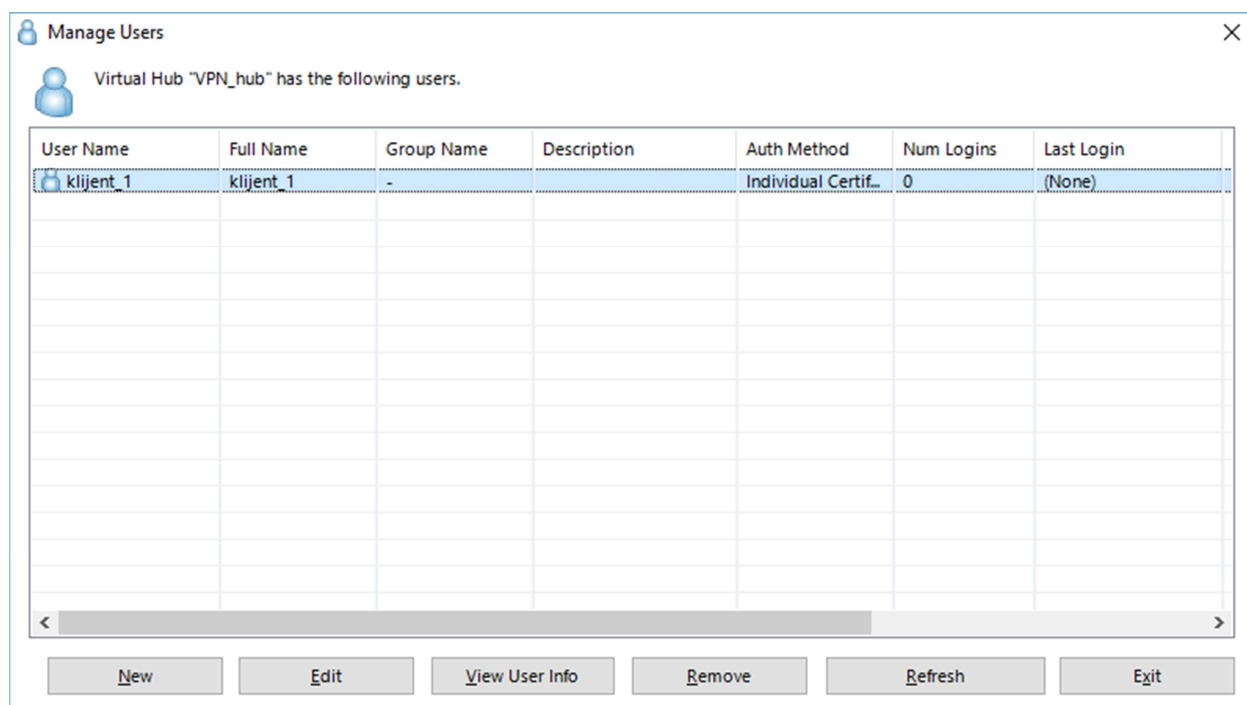 Manage Users
Virtual Hub "VPN_hub" has the following users.
User Name Full Name Group Name Description Auth Method Num Logins Last Login
klijent_1 klijent_1 - Individual Certif... 0 (None)
New Edit View User Info Remove Refresh Exit